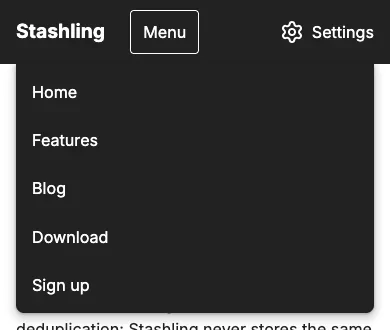 Stashling
Menu
Settings
Home
Features
Blog
Download
Sign up
deduplication: Stashling never stores the same